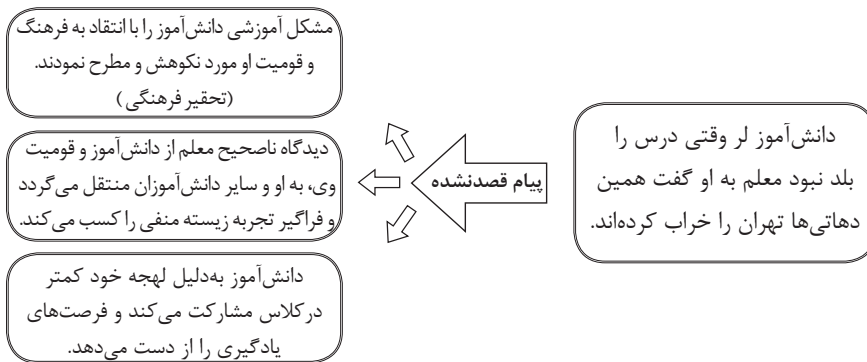 دانش‌آموز لر وقتی درس را
بلد نبود معلم به او گفت همین
دهاتی‌ها تهران را خراب کرده‌اند.
پیام قصدنشده
مشکل آموزشی دانش‌آموز را با انتقاد به فرهنگ
و قومیت او مورد نکوهش و مطرح نمودند.
(تحقیر فرهنگی)
دیدگاه ناصحیح معلم از دانش‌آموز و قومیت
وی، به او و سایر دانش‌آموزان منتقل می‌گردد
و فراگیر تجربه زیسته منفی را کسب می‌کند.
دانش‌آموز به‌دلیل لهجه خود کمتر
درکلاس مشارکت می‌کند و فرصت‌های
یادگیری را از دست می‌دهد.